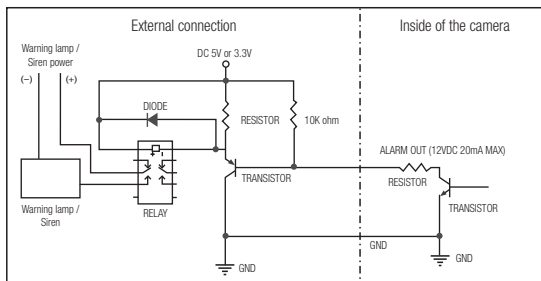 External connection
Inside of the camera
Warning lamp /
Siren power
(−)
(+)
DC 5V or 3.3V
DIODE
RESISTOR
10K ohm
ALARM OUT (12VDC 20mA MAX)
RESISTOR
TRANSISTOR
TRANSISTOR
Warning lamp /
Siren
RELAY
GND
GND
GND